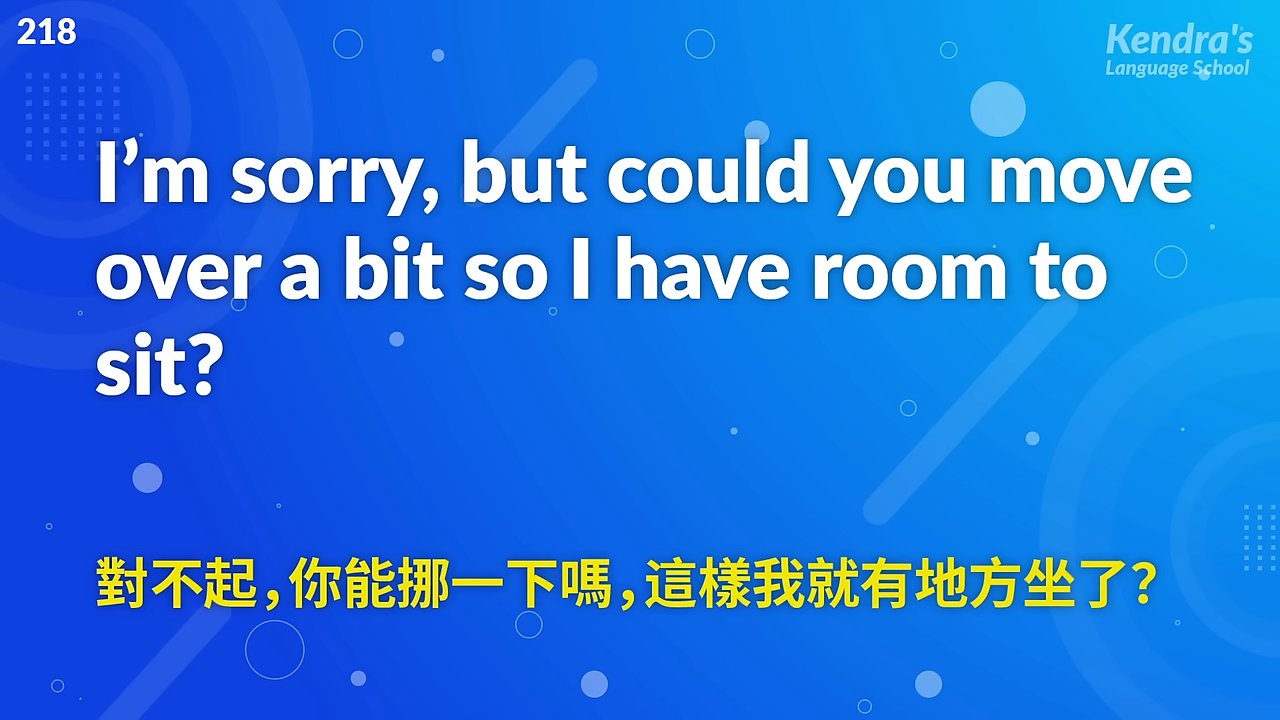 218
Kendra's
Language School
I’m sorry, but could you move
over a bit so I have room to
sit?
對不起，你能挪一下嗎，這樣我就有地方坐了？